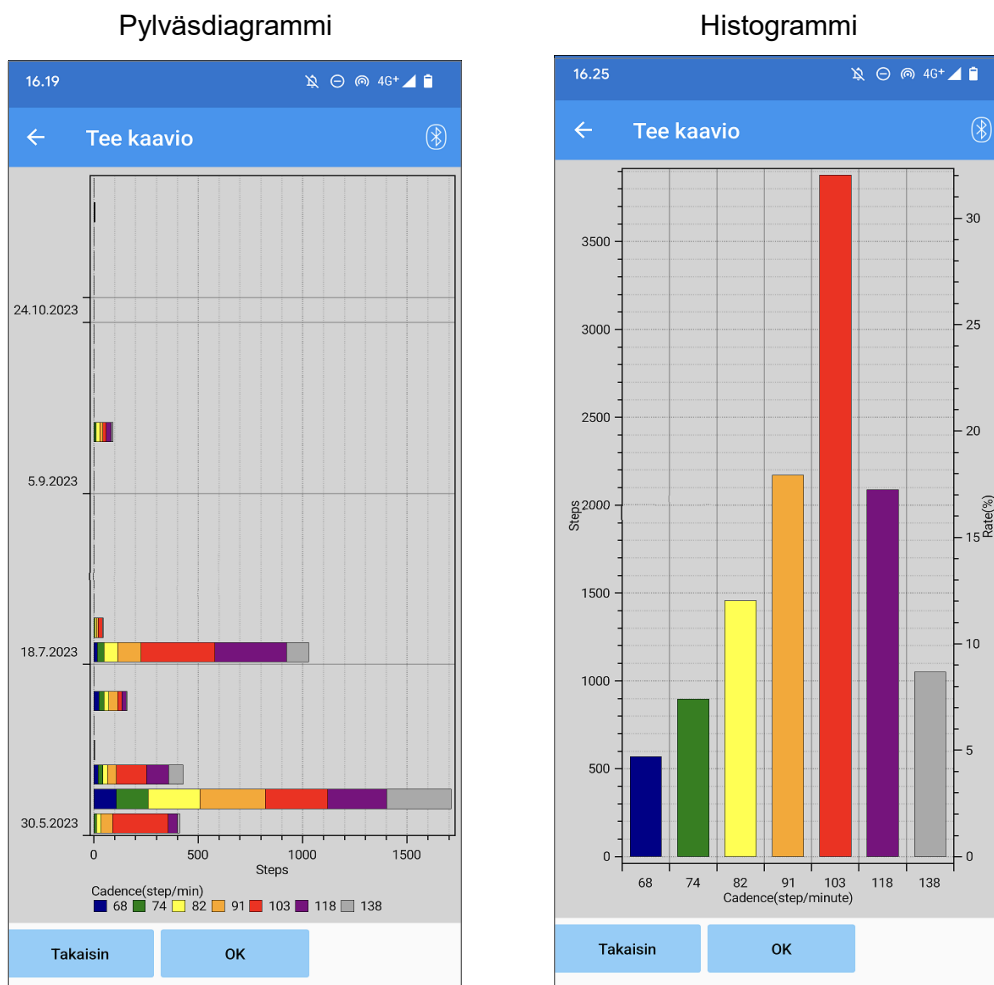 Pylväsdiagrammi
16.19
4G+
Tee kaavio
24.10.2023
5.9.2023
18.7.2023
30.5.2023
0 500 1000 1500
Steps
Cadence(step/min)
68 74 82 91 103 118 138
Takaisin OK
Histogrammi
16.25
4G+
Tee kaavio
3500
3000
2500
2000
1500
1000
500
0
Steps
30
25
20
15
10
5
0
Rate(%)
68 74 82 91 103 118 138
Cadence(step/minute)
Takaisin OK